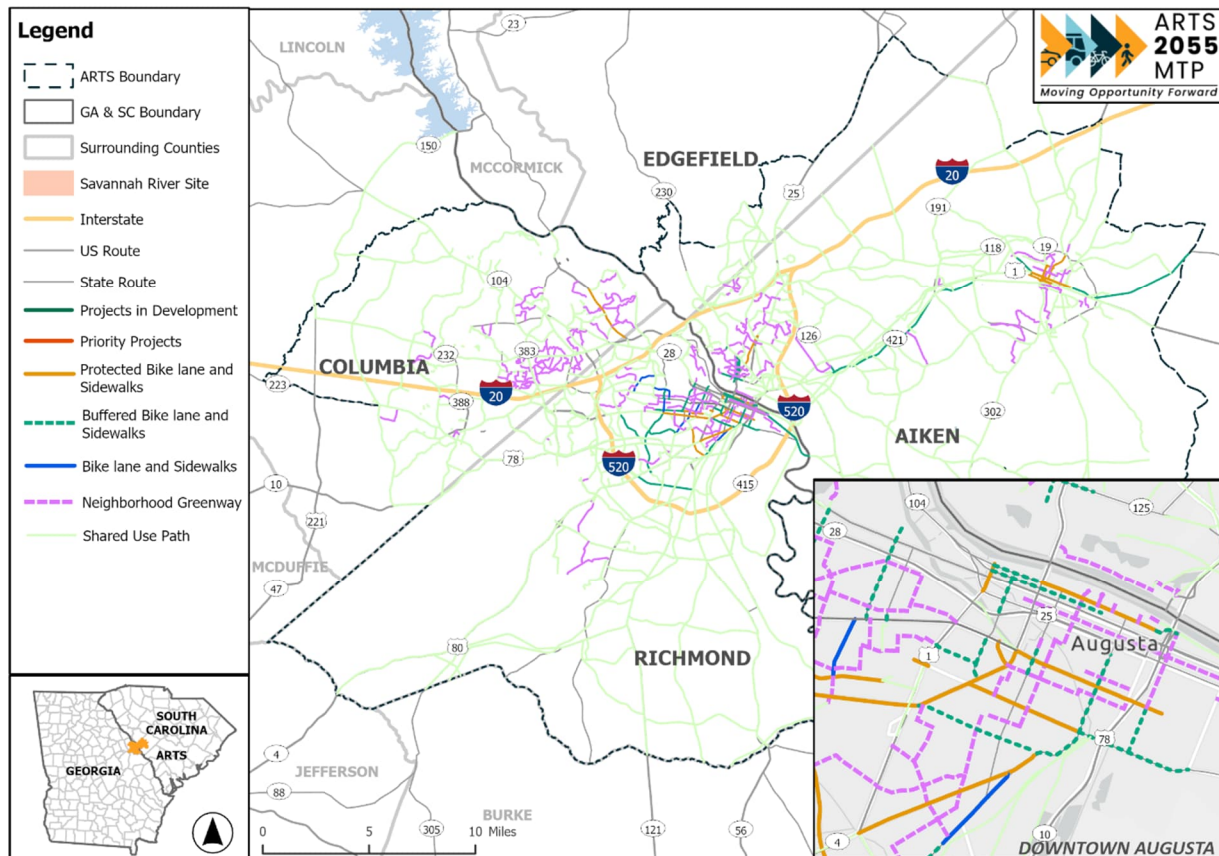 Legend
ARTS Boundary
GA & SC Boundary
Surrounding Counties
Savannah River Site
Interstate
US Route
State Route
Projects in Development
Priority Projects
Protected Bike lane and
Sidewalks
Buffered Bike lane and
Sidewalks
Bike lane and Sidewalks
Neighborhood Greenway
Shared Use Path
SOUTH
CAROLINA
ARTS
GEORGIA
ARTS
2055
MTP
Moving Opportunity Forward
23
LINCOLN
150
MCCORMICK
EDGEFIELD
230
25
20
191
118
19
1
104
126
421
28
383
232
COLUMBIA
223
20
388
520
302
AIKEN
78
520
415
10
221
MCDUFFIE
47
80
RICHMOND
4
JEFFERSON
88
BURKE
305
121
56
0 5 10 Miles
104
125
28
25
Augusta
1
78
4
10
DOWNTOWN AUGUSTA